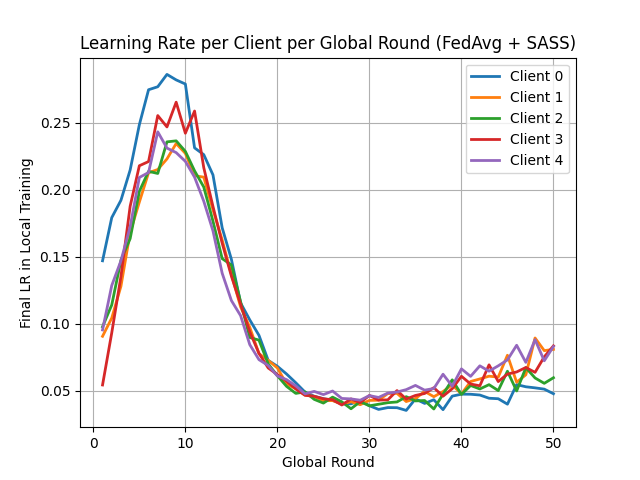 Learning Rate per Client per Global Round (FedAvg + SASS)
Client 0
Client 1
Client 2
Client 3
Client 4
Final LR in Local Training
0.25
0.20
0.15
0.10
0.05
0 10 20 30 40 50
Global Round